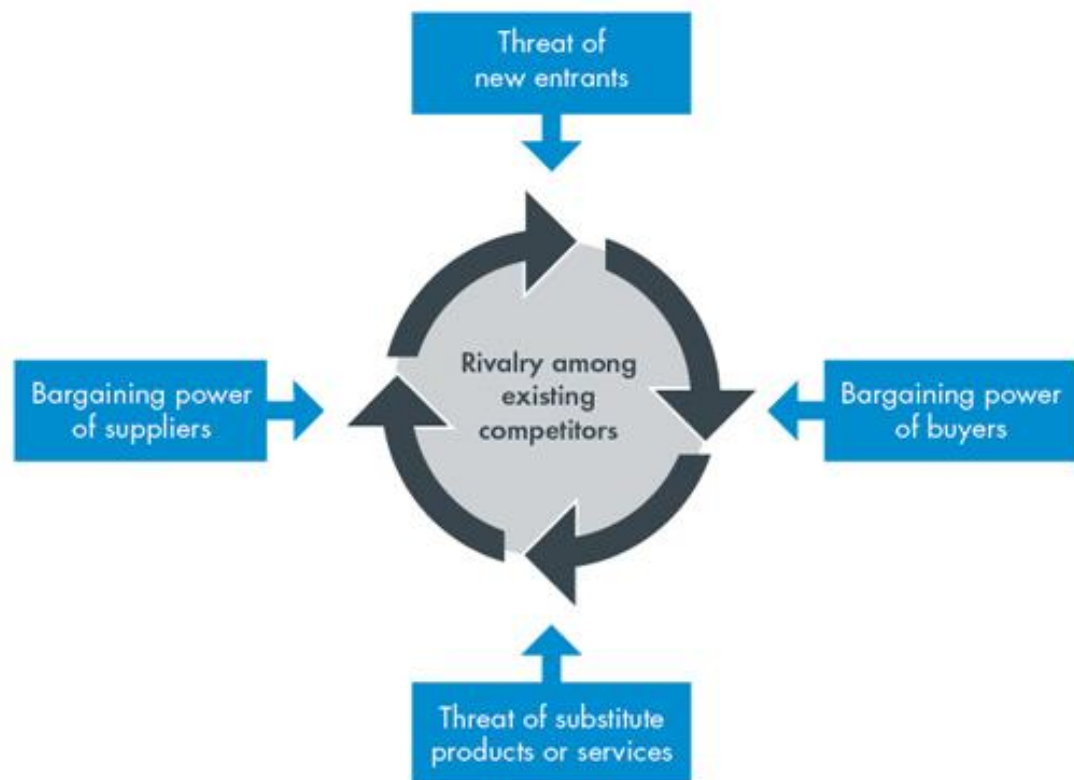 Threat of
new entrants
Bargaining power
of suppliers
Rivalry among
existing
competitors
Bargaining power
of buyers
Threat of substitute
products or services